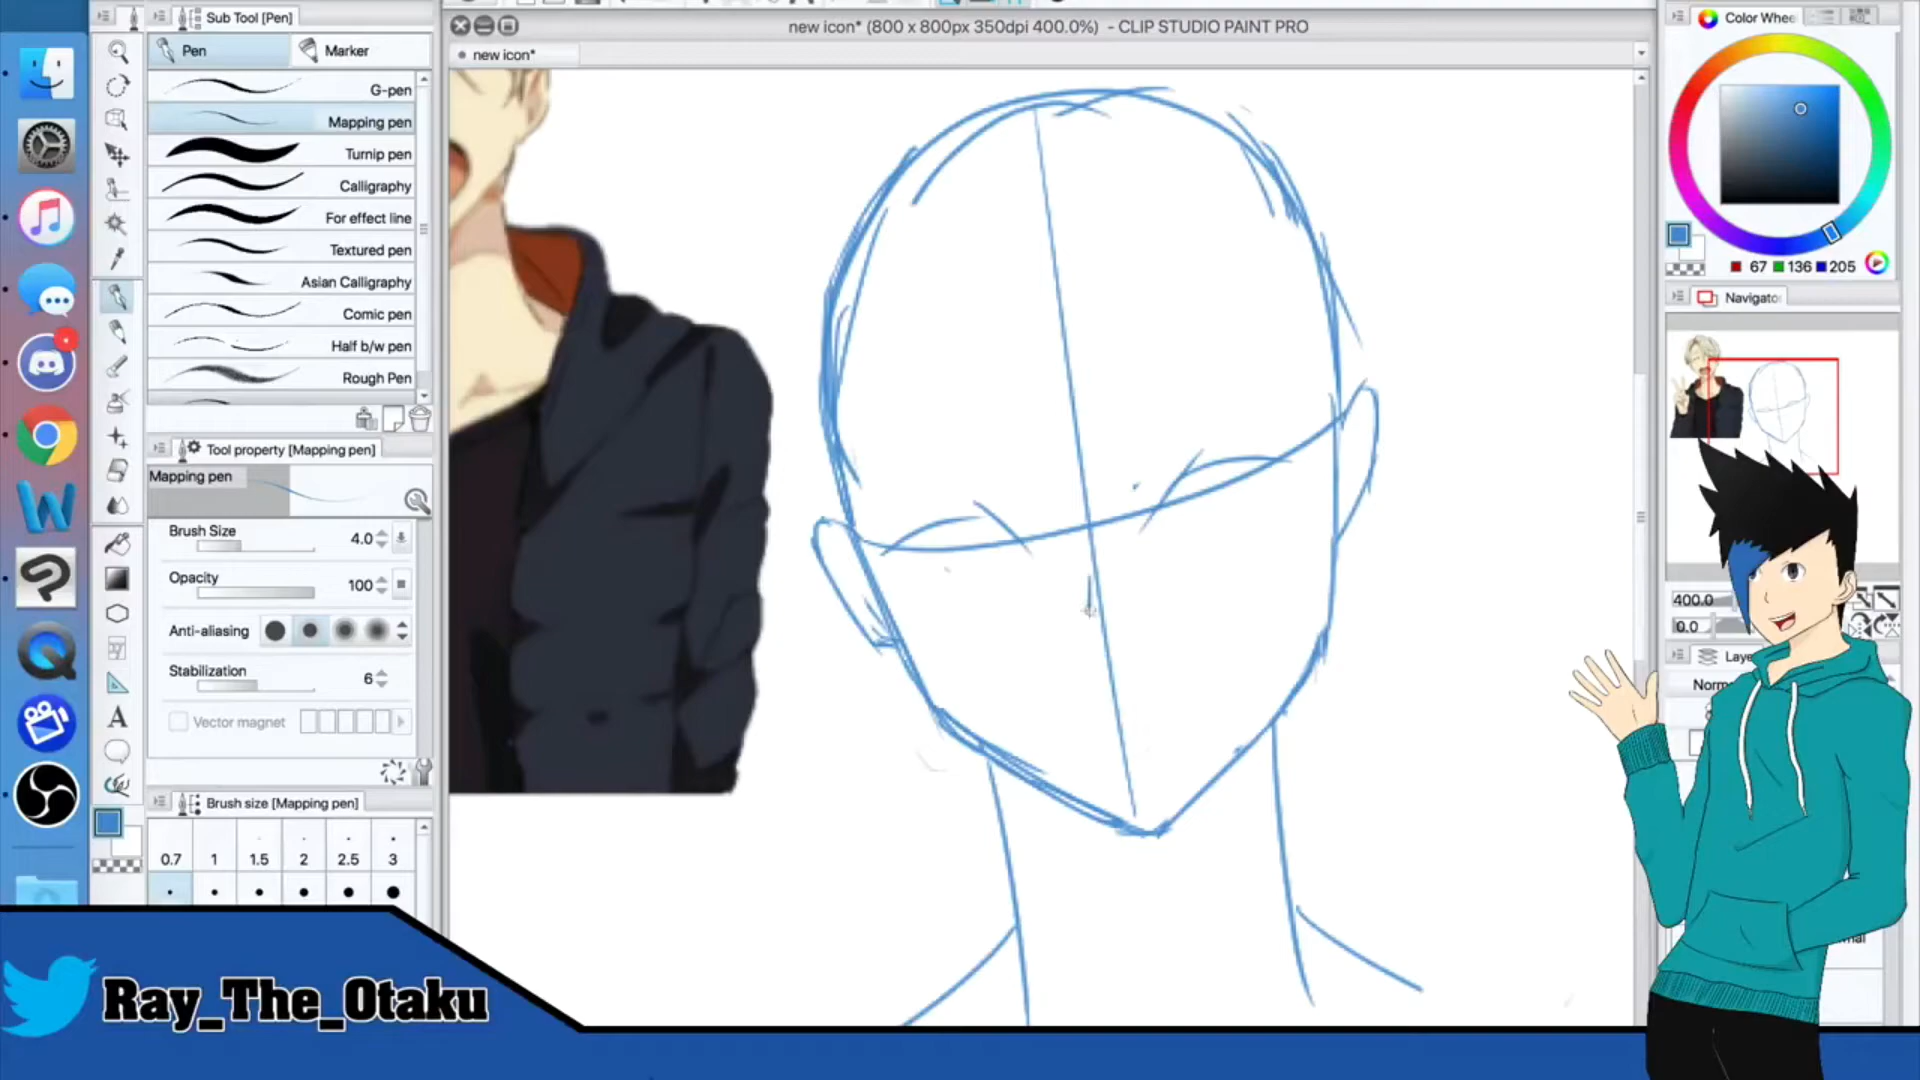 Sub Tool [Pen]
new icon* (800 x 800px 350dpi 400.0%) - CLIP STUDIO PAINT PRO
Color Whee
Pen
Marker
new icon*
G-pen
Mapping pen
Turnip pen
Calligraphy
For effect line
Textured pen
Asian Calligraphy
Comic pen
Half b/w pen
Rough Pen
67 136 205
Navigator
Tool property [Mapping pen]
Mapping pen
Brush Size 4.0
Opacity 100
Anti-aliasing
Stabilization 6
Vector magnet
400.0
0.0
Laye
Norm
Brush size [Mapping pen]
0.7 1 1.5 2 2.5 3
Ray_The_Otaku